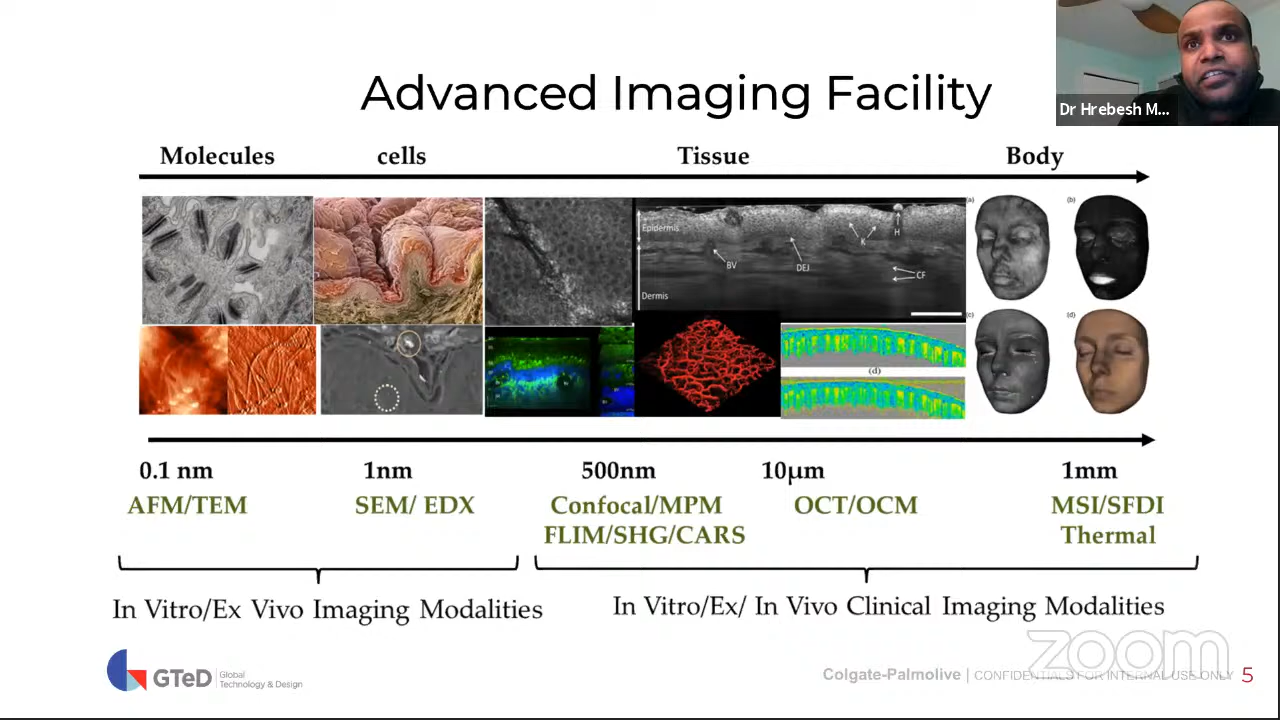 Advanced Imaging Facility
Dr Hrebesh M...
Molecules cells Tissue Body
(a) (b)
Epidermis
K H
BV DEJ CF
Dermis
(c) (d)
(d)
0.1 nm 1nm 500nm 10µm 1mm
AFM/TEM SEM/ EDX Confocal/MPM OCT/OCM MSI/SFDI
FLIM/SHG/CARS Thermal
In Vitro/Ex Vivo Imaging Modalities In Vitro/Ex/ In Vivo Clinical Imaging Modalities
zoom
GTeD Global
Technology & Design
Colgate-Palmolive | CONFIDENTIALS FOR INTERNAL USE ONLY 5